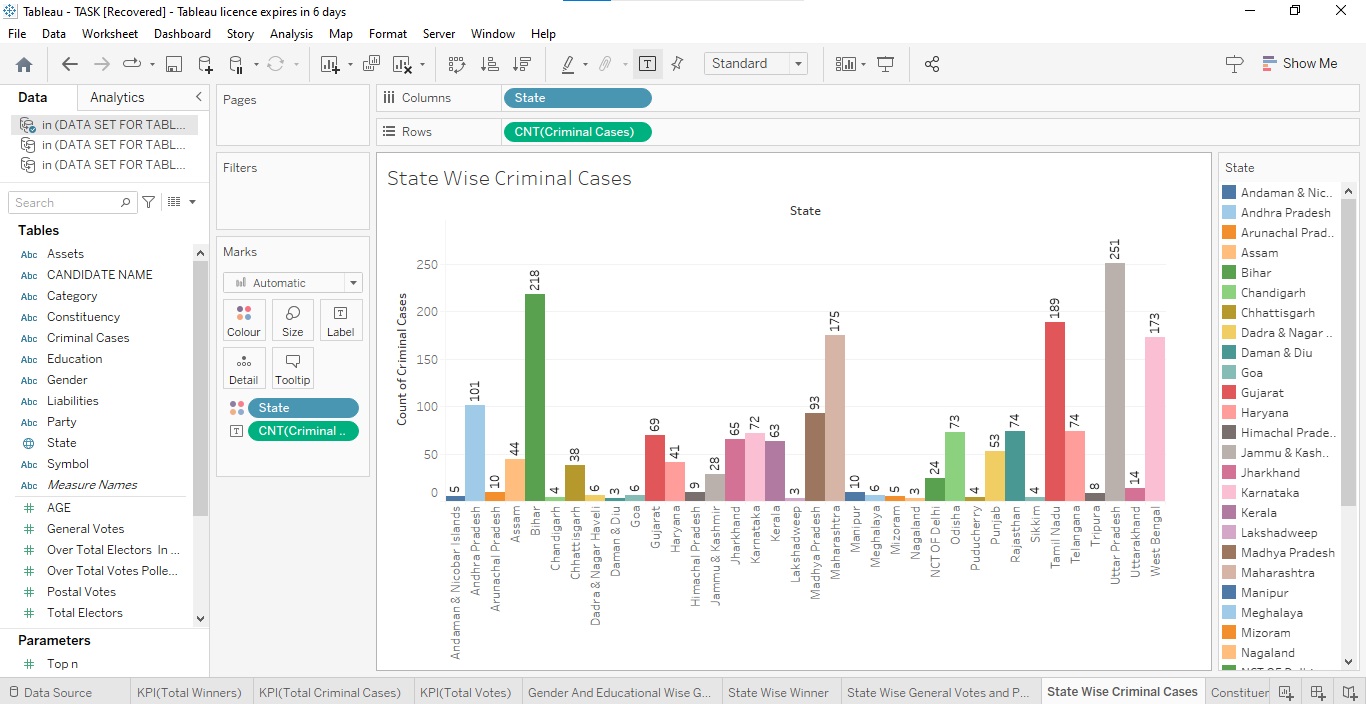 Tableau - TASK [Recovered] - Tableau licence expires in 6 days
File Data Worksheet Dashboard Story Analysis Map Format Server Window Help
Standard
Show Me
Data
Analytics
in (DATA SET FOR TABL...
in (DATA SET FOR TABL...
in (DATA SET FOR TABL...
Search
Tables
Abc Assets
Abc CANDIDATE NAME
Abc Category
Abc Constituency
Abc Criminal Cases
Abc Education
Abc Gender
Abc Liabilities
Abc Party
State
Abc Symbol
Abc Measure Names
# AGE
# General Votes
# Over Total Electors In ...
# Over Total Votes Polle...
# Postal Votes
# Total Electors
Parameters
# Top n
Pages
Filters
Marks
Automatic
Colour
Size
T
Label
Detail
Tooltip
State
T CNT(Criminal ..
Columns
State
Rows
CNT(Criminal Cases)
State Wise Criminal Cases
State
Count of Criminal Cases
250
200
150
100
50
0
5
101
10
44
218
4
38
6
3
6
69
41
9
28
65
72
63
3
93
175
10
6
5
3
24
73
4
53
74
4
189
74
8
251
14
173
Andaman & Nicobar Islands
Andhra Pradesh
Arunachal Pradesh
Assam
Bihar
Chandigarh
Chhattisgarh
Dadra & Nagar Haveli
Daman & Diu
Goa
Gujarat
Haryana
Himachal Pradesh
Jammu & Kashmir
Jharkhand
Karnataka
Kerala
Lakshadweep
Madhya Pradesh
Maharashtra
Manipur
Meghalaya
Mizoram
Nagaland
NCT OF Delhi
Odisha
Puducherry
Punjab
Rajasthan
Sikkim
Tamil Nadu
Telangana
Tripura
Uttar Pradesh
Uttarakhand
West Bengal
State
Andaman & Nic..
Andhra Pradesh
Arunachal Prad..
Assam
Bihar
Chandigarh
Chhattisgarh
Dadra & Nagar ..
Daman & Diu
Goa
Gujarat
Haryana
Himachal Prade..
Jammu & Kash..
Jharkhand
Karnataka
Kerala
Lakshadweep
Madhya Pradesh
Maharashtra
Manipur
Meghalaya
Mizoram
Nagaland
Data Source
KPI(Total Winners)
KPI(Total Criminal Cases)
KPI(Total Votes)
Gender And Educational Wise G...
State Wise Winner
State Wise General Votes and P...
State Wise Criminal Cases
Constituer